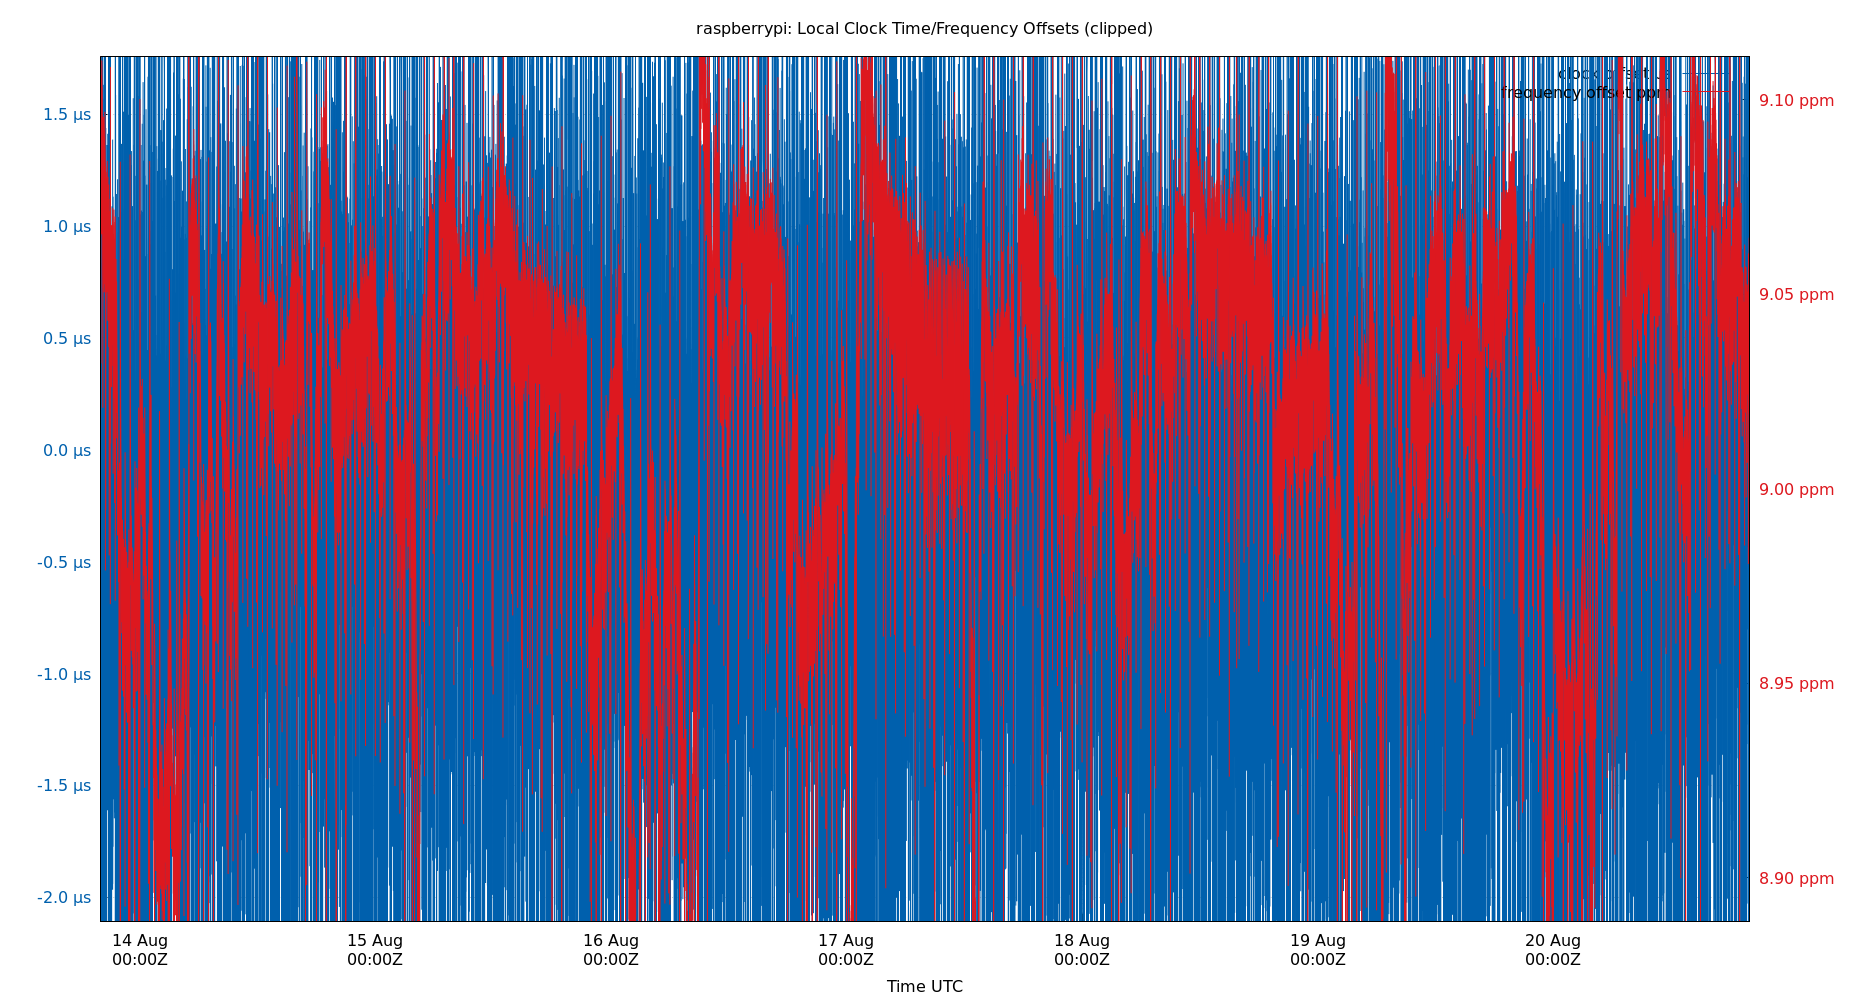 raspberrypi: Local Clock Time/Frequency Offsets (clipped)
clock offset us
frequency offset ppm
1.5 µs
1.0 µs
0.5 µs
0.0 µs
-0.5 µs
-1.0 µs
-1.5 µs
-2.0 µs
9.10 ppm
9.05 ppm
9.00 ppm
8.95 ppm
8.90 ppm
14 Aug
00:00Z
15 Aug
00:00Z
16 Aug
00:00Z
17 Aug
00:00Z
18 Aug
00:00Z
19 Aug
00:00Z
20 Aug
00:00Z
Time UTC